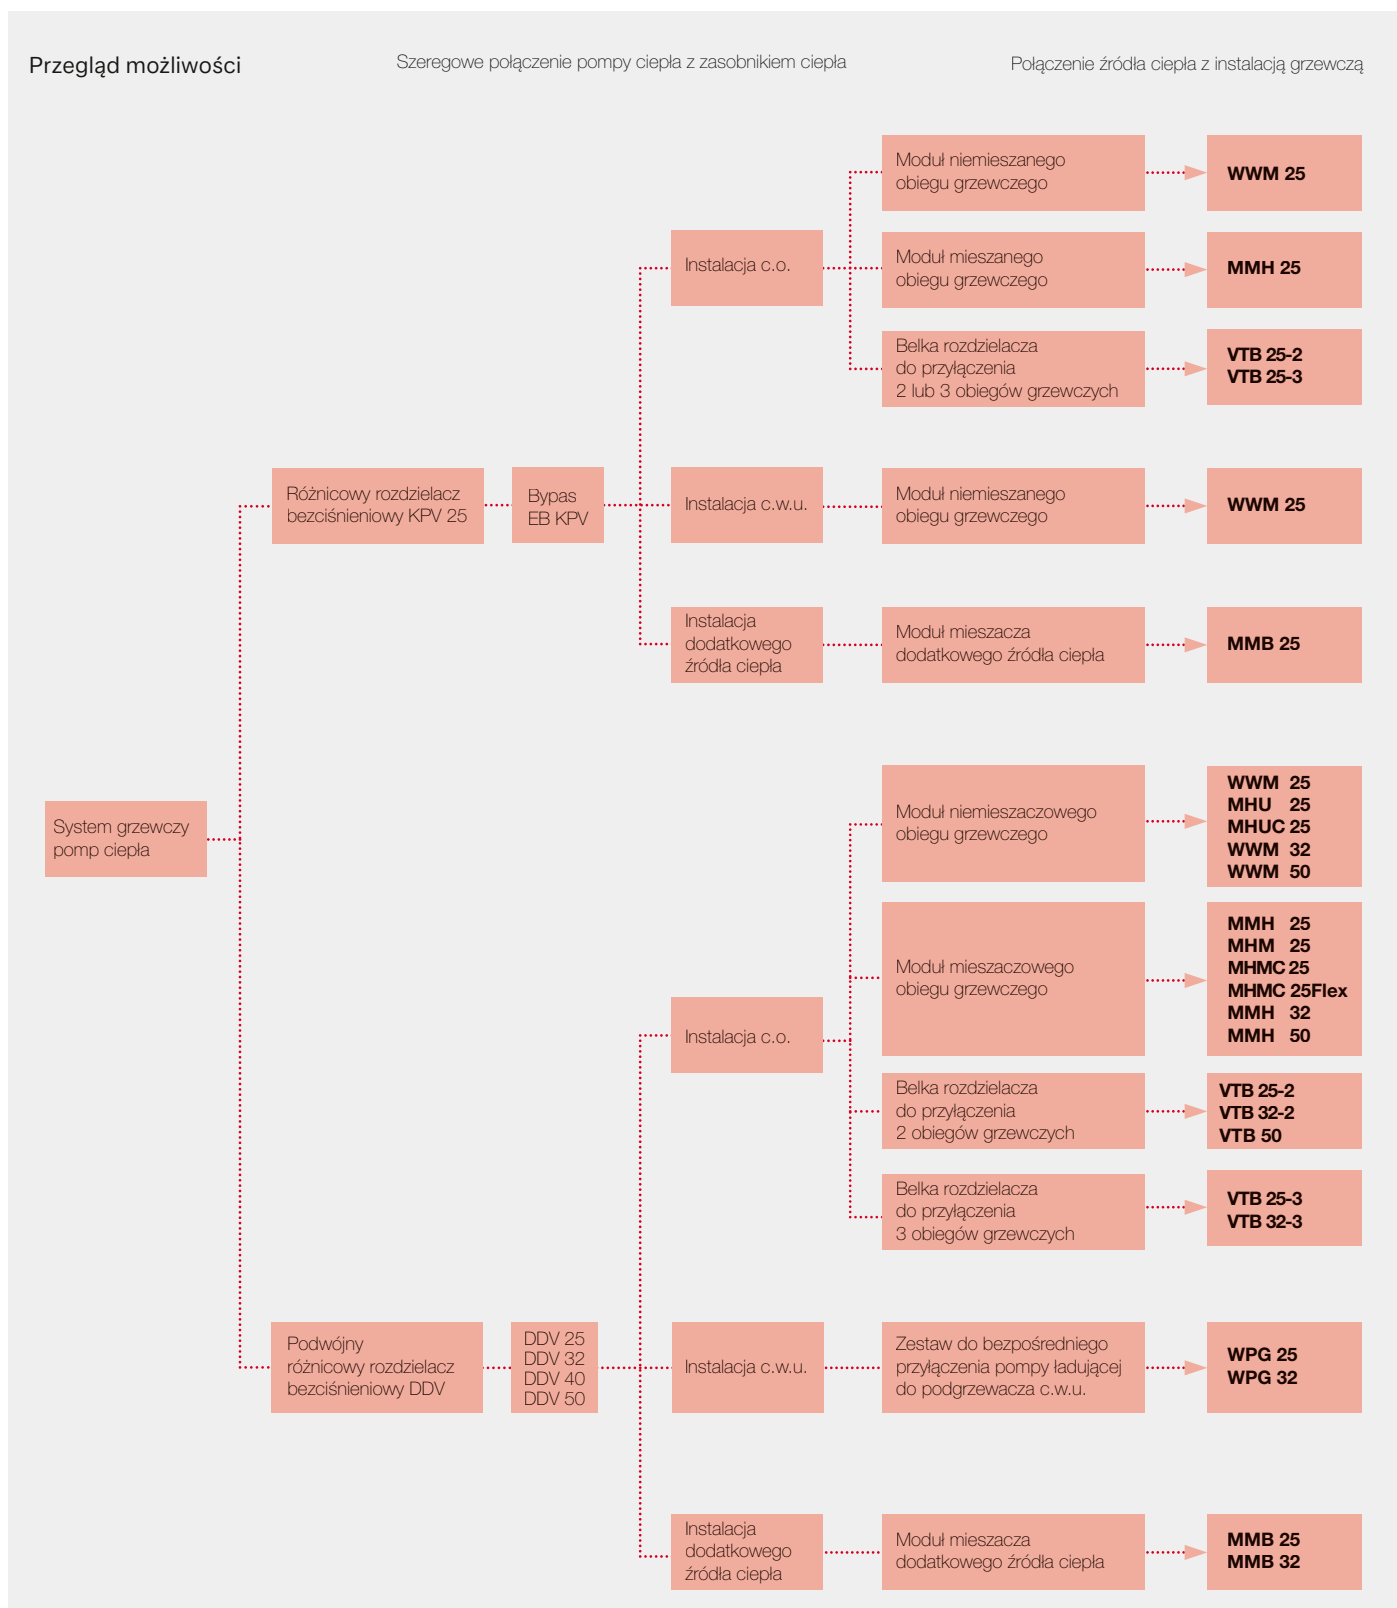 Przegląd możliwości
Szeregowe połączenie pompy ciepła z zasobnikiem ciepła
Połączenie źródła ciepła z instalacją grzewczą
System grzewczy
pomp ciepła
Różnicowy rozdzielacz
bezciśnieniowy KPV 25
Bypas
EB KPV
Instalacja c.o.
Moduł niemieszanego
obiegu grzewczego
WWM 25
Moduł mieszanego
obiegu grzewczego
MMH 25
Belka rozdzielacza
do przyłączenia
2 lub 3 obiegów grzewczych
VTB 25-2
VTB 25-3
Instalacja c.w.u.
Moduł niemieszanego
obiegu grzewczego
WWM 25
Instalacja
dodatkowego
źródła ciepła
Moduł mieszacza
dodatkowego źródła ciepła
MMB 25
Podwójny
różnicowy rozdzielacz
bezciśnieniowy DDV
DDV 25
DDV 32
DDV 40
DDV 50
Instalacja c.o.
Moduł niemieszaczowego
obiegu grzewczego
WWM 25
MHU 25
MHUC 25
WWM 32
WWM 50
Moduł mieszaczowego
obiegu grzewczego
MMH 25
MHM 25
MHMC 25
MHMC 25Flex
MMH 32
MMH 50
Belka rozdzielacza
do przyłączenia
2 obiegów grzewczych
VTB 25-2
VTB 32-2
VTB 50
Belka rozdzielacza
do przyłączenia
3 obiegów grzewczych
VTB 25-3
VTB 32-3
Instalacja c.w.u.
Zestaw do bezpośredniego
przyłączenia pompy ładującej
do podgrzewacza c.w.u.
WPG 25
WPG 32
Instalacja
dodatkowego
źródła ciepła
Moduł mieszacza
dodatkowego źródła ciepła
MMB 25
MMB 32